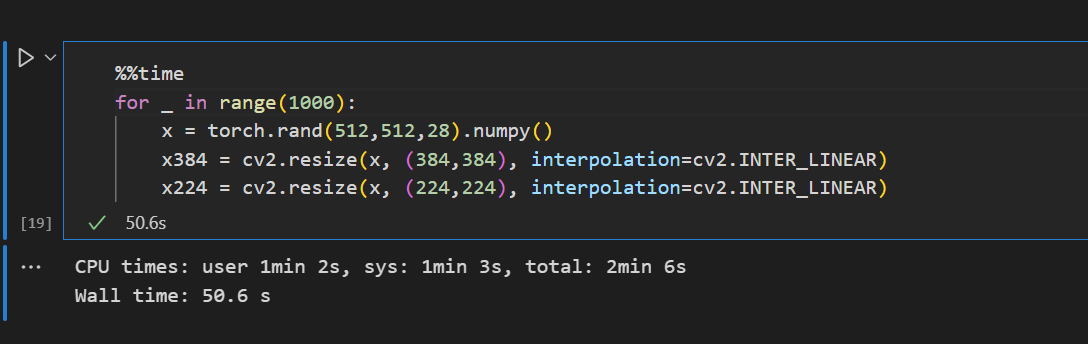 %%time
for _ in range(1000):
    x = torch.rand(512,512,28).numpy()
    x384 = cv2.resize(x, (384,384), interpolation=cv2.INTER_LINEAR)
    x224 = cv2.resize(x, (224,224), interpolation=cv2.INTER_LINEAR)
[19] 50.6s
... CPU times: user 1min 2s, sys: 1min 3s, total: 2min 6s
Wall time: 50.6 s